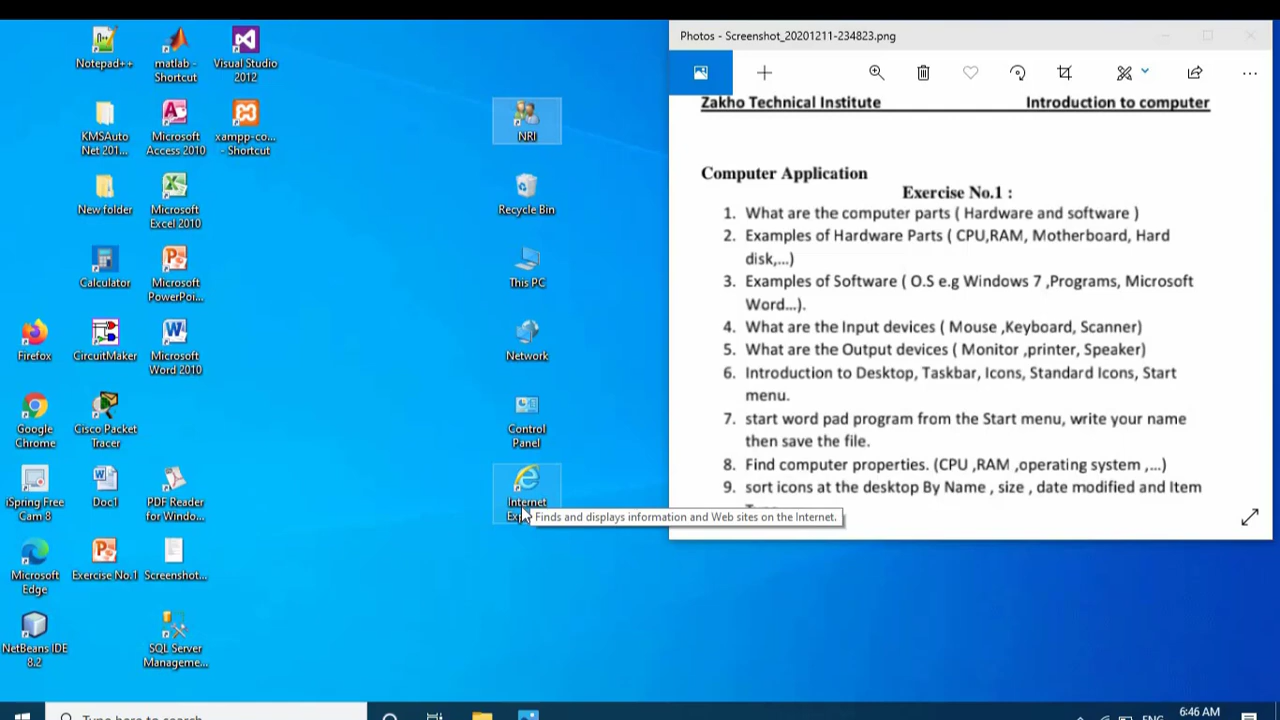 Notepad++
matlab -
Shortcut
Visual Studio
2012
KMSAuto
Net 201...
Microsoft
Access 2010
xampp-co...
- Shortcut
New folder
Microsoft
Excel 2010
Calculator
Microsoft
PowerPoi...
Firefox
CircuitMaker
Microsoft
Word 2010
Google
Chrome
Cisco Packet
Tracer
iSpring Free
Cam 8
Doc1
PDF Reader
for Windo...
Microsoft
Edge
Exercise No.1
Screenshot...
NetBeans IDE
8.2
SQL Server
Manageme...
NRI
Recycle Bin
This PC
Network
Control
Panel
Internet
Finds and displays information and Web sites on the Internet.
Photos - Screenshot_20201211-234823.png
Zakho Technical Institute Introduction to computer
Computer Application
Exercise No.1 :
1. What are the computer parts ( Hardware and software )
2. Examples of Hardware Parts ( CPU,RAM, Motherboard, Hard
disk,...)
3. Examples of Software ( O.S e.g Windows 7 ,Programs, Microsoft
Word...).
4. What are the Input devices ( Mouse ,Keyboard, Scanner)
5. What are the Output devices ( Monitor ,printer, Speaker)
6. Introduction to Desktop, Taskbar, Icons, Standard Icons, Start
menu.
7. start word pad program from the Start menu, write your name
then save the file.
8. Find computer properties. (CPU ,RAM ,operating system ,...)
9. sort icons at the desktop By Name , size , date modified and Item
Type here to search
ENG
6:46 AM